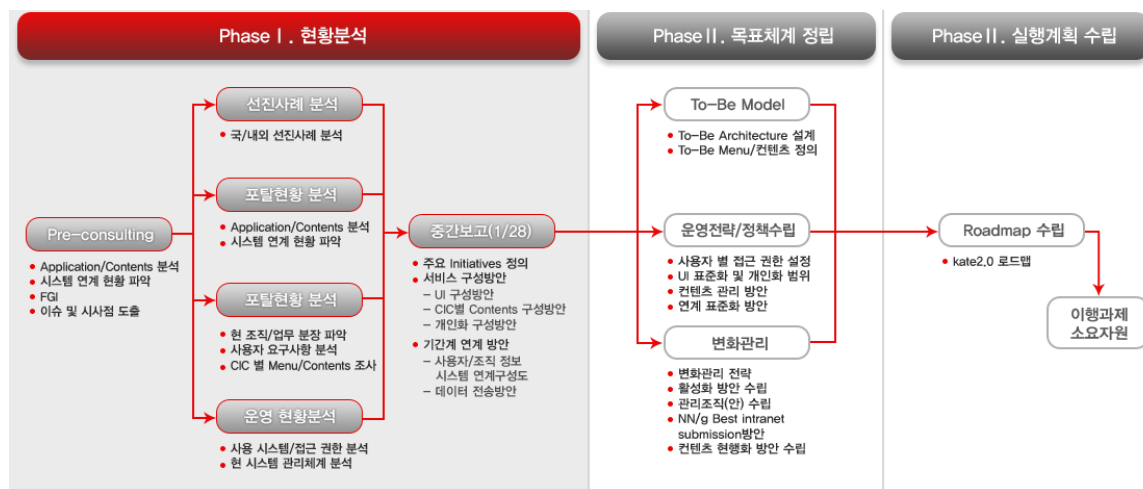 Phase Ⅰ. 현황분석
PhaseⅡ. 목표체계 정립
PhaseⅡ. 실행계획 수립
Pre-consulting
• Application/Contents 분석
• 시스템 연계 현황 파악
• FGI
• 이슈 및 시사점 도출
선진사례 분석
• 국/내외 선진사례 분석
포탈현황 분석
• Application/Contents 분석
• 시스템 연계 현황 파악
포탈현황 분석
• 현 조직/업무 분장 파악
• 사용자 요구사항 분석
• CIC 별 Menu/Contents 조사
운영 현황분석
• 사용 시스템/접근 권한 분석
• 현 시스템 관리체계 분석
중간보고(1/28)
• 주요 Initiatives 정의
• 서비스 구성방안
– UI 구성방안
– CIC별 Contents 구성방안
– 개인화 구성방안
• 기간계 연계 방안
– 사용자/조직 정보
시스템 연계구성도
– 데이터 전송방안
To-Be Model
• To-Be Architecture 설계
• To-Be Menu/컨텐츠 정의
운영전략/정책수립
• 사용자 별 접근 권한 설정
• UI 표준화 및 개인화 범위
• 컨텐츠 관리 방안
• 연계 표준화 방안
변화관리
• 변화관리 전략
• 활성화 방안 수립
• 관리조직(안) 수립
• NN/g Best intranet
submission방안
• 컨텐츠 현행화 방안 수립
Roadmap 수립
• kate2.0 로드맵
이행과제
소요자원